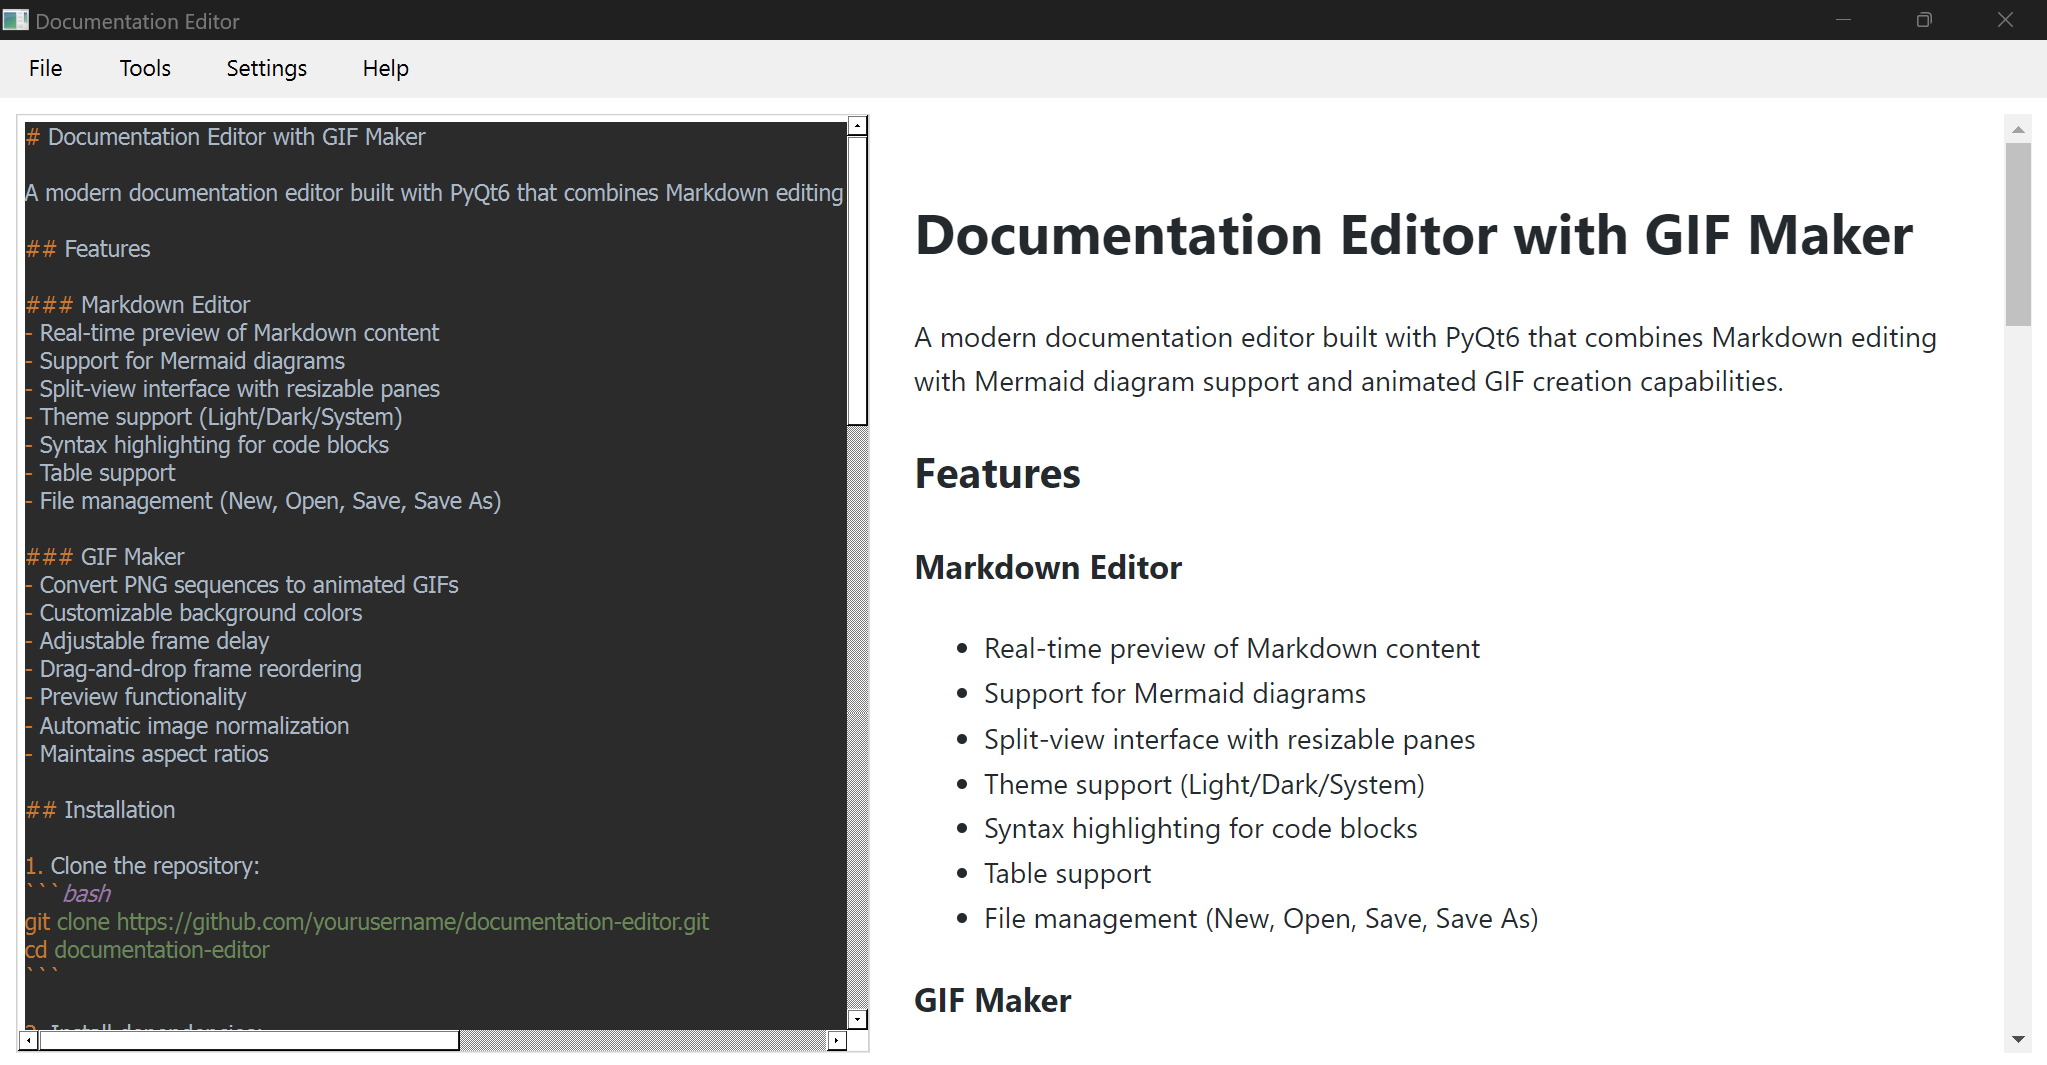 Documentation Editor
File Tools Settings Help
# Documentation Editor with GIF Maker
A modern documentation editor built with PyQt6 that combines Markdown editing
## Features
### Markdown Editor
- Real-time preview of Markdown content
- Support for Mermaid diagrams
- Split-view interface with resizable panes
- Theme support (Light/Dark/System)
- Syntax highlighting for code blocks
- Table support
- File management (New, Open, Save, Save As)
### GIF Maker
- Convert PNG sequences to animated GIFs
- Customizable background colors
- Adjustable frame delay
- Drag-and-drop frame reordering
- Preview functionality
- Automatic image normalization
- Maintains aspect ratios
## Installation
1. Clone the repository:
```bash
git clone https://github.com/yourusername/documentation-editor.git
cd documentation-editor
```
2. Install dependencies:
Documentation Editor with GIF Maker
A modern documentation editor built with PyQt6 that combines Markdown editing
with Mermaid diagram support and animated GIF creation capabilities.
Features
Markdown Editor
• Real-time preview of Markdown content
• Support for Mermaid diagrams
• Split-view interface with resizable panes
• Theme support (Light/Dark/System)
• Syntax highlighting for code blocks
• Table support
• File management (New, Open, Save, Save As)
GIF Maker